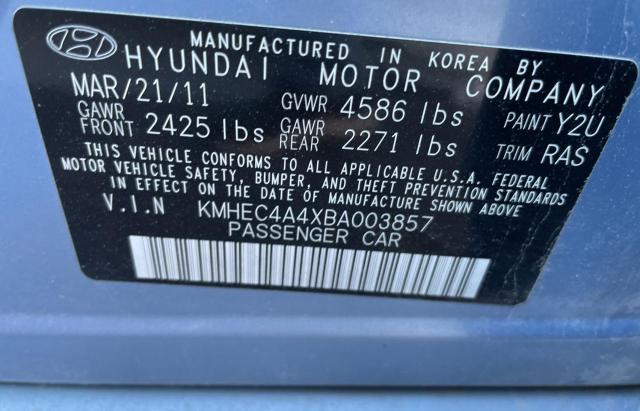 MANUFACTURED IN KOREA BY
HYUNDAI MOTOR COMPANY
MAR/21/11 GVWR 4586 lbs PAINT Y2U
GAWR FRONT 2425 lbs GAWR REAR 2271 lbs TRIM RAS
THIS VEHICLE CONFORMS TO ALL APPLICABLE U.S.A. FEDERAL
MOTOR VEHICLE SAFETY, BUMPER, AND THEFT PREVENTION STANDARDS
IN EFFECT ON THE DATE OF MANUFACTURE SHOWN ABOVE
V.I.N KMHEC4A4XBA003857
PASSENGER CAR